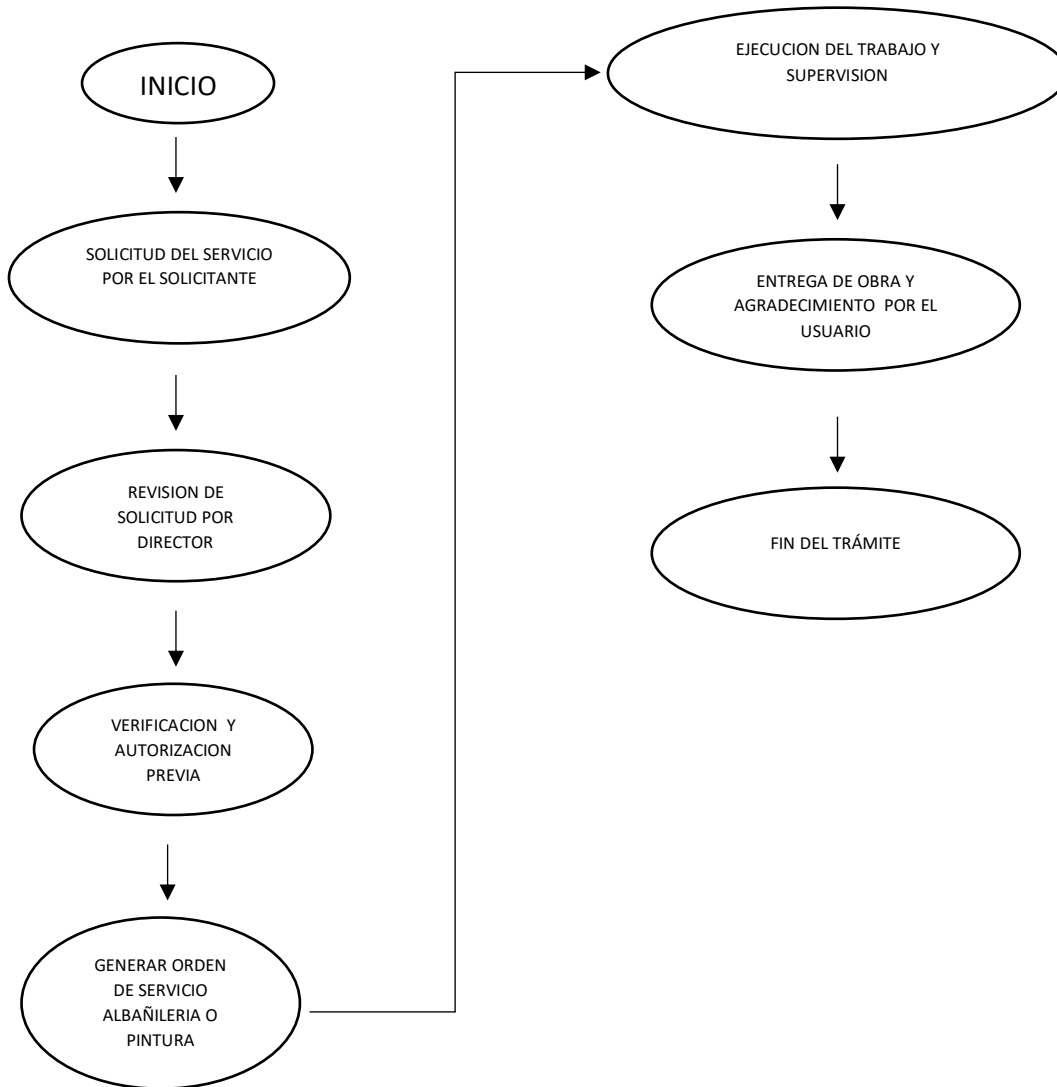 INICIO
SOLICITUD DEL SERVICIO
POR EL SOLICITANTE
REVISION DE
SOLICITUD POR
DIRECTOR
VERIFICACION Y
AUTORIZACION
PREVIA
GENERAR ORDEN
DE SERVICIO
ALBAÑILERIA O
PINTURA
EJECUCION DEL TRABAJO Y
SUPERVISION
ENTREGA DE OBRA Y
AGRADECIMIENTO POR EL
USUARIO
FIN DEL TRÁMITE